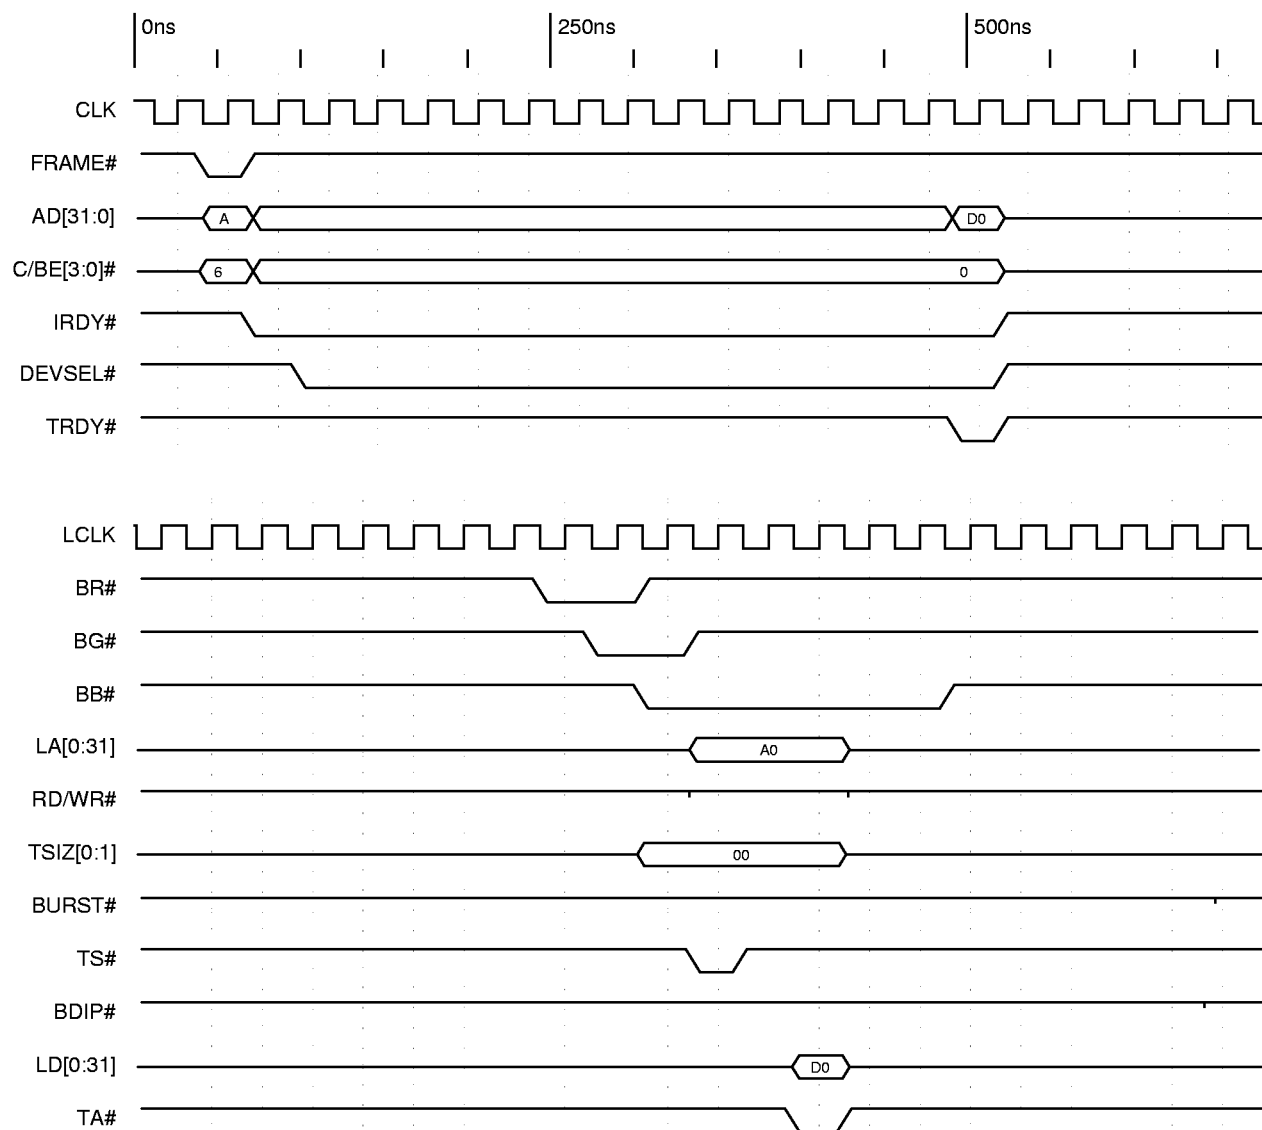 0ns 250ns 500ns
CLK
FRAME#
AD[31:0] A D0
C/BE[3:0]# 6 0
IRDY#
DEVSEL#
TRDY#
LCLK
BR#
BG#
BB#
LA[0:31] A0
RD/WR#
TSIZ[0:1] 00
BURST#
TS#
BDIP#
LD[0:31] D0
TA#